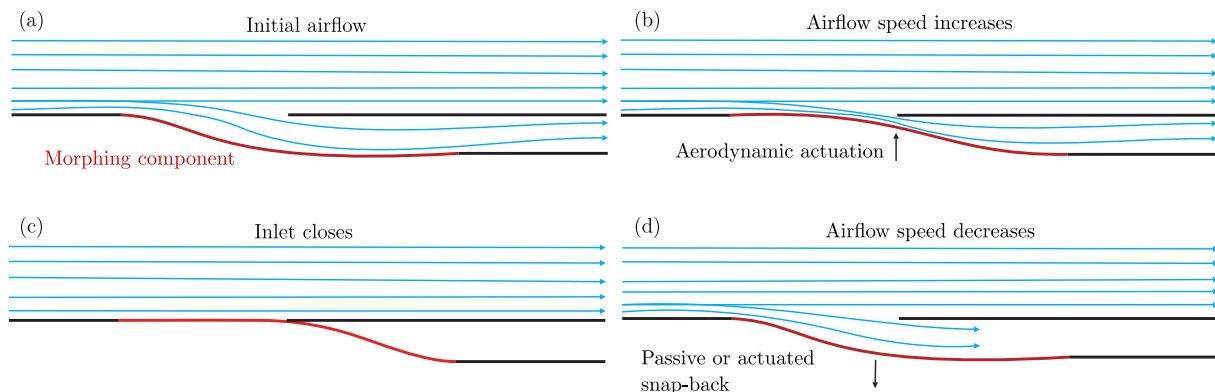 (a)
Initial airflow
Morphing component
(b)
Airflow speed increases
Aerodynamic actuation
(c)
Inlet closes
(d)
Airflow speed decreases
Passive or actuated
snap-back